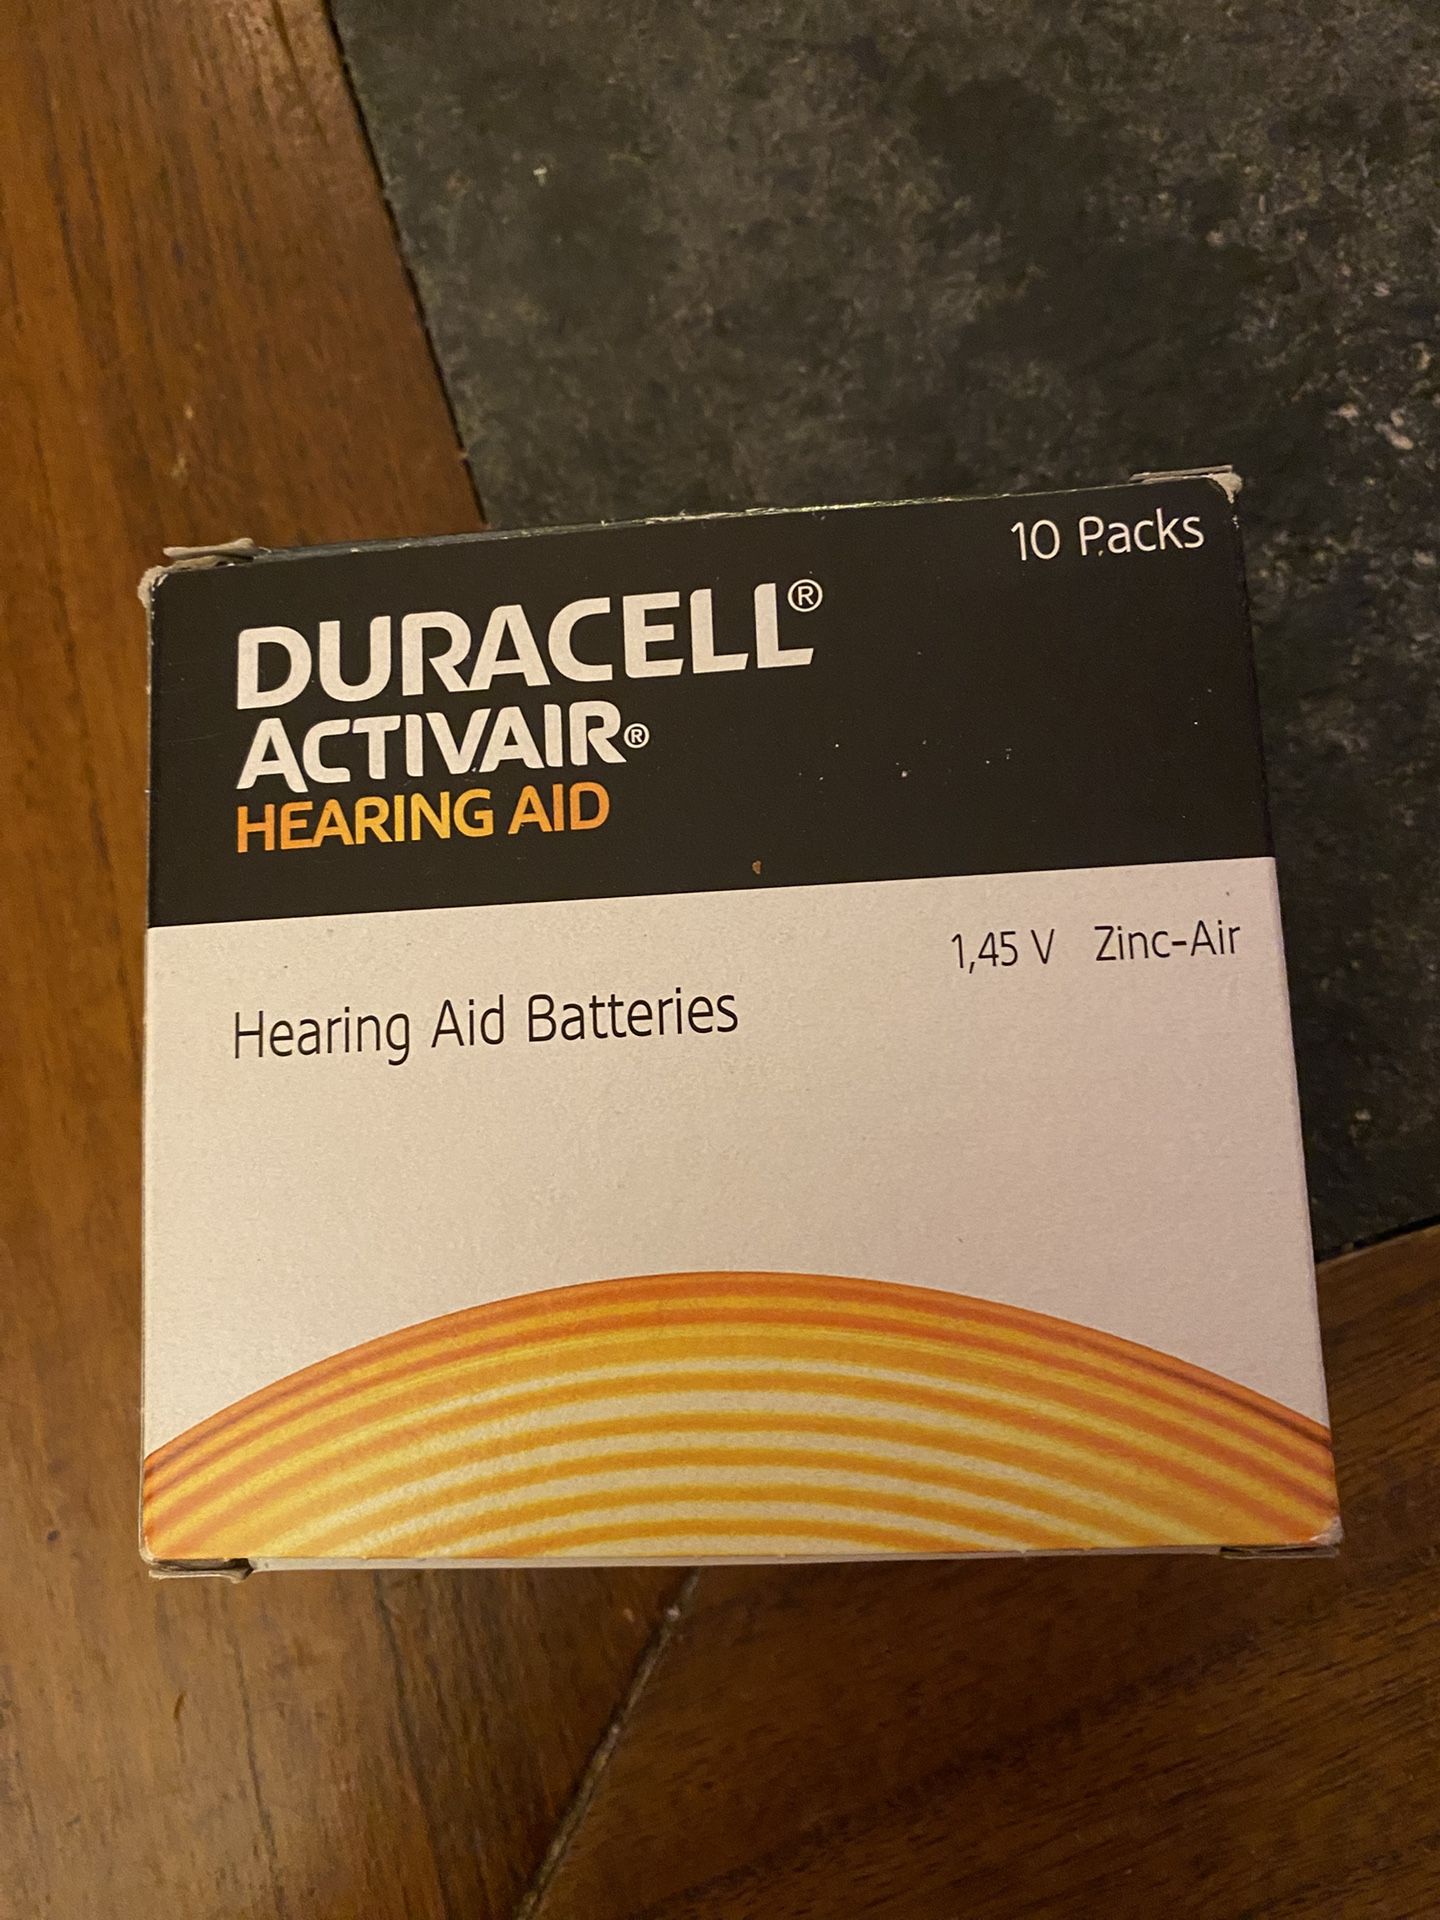 10 Packs
DURACELL®
ACTIVAIR®
HEARING AID
1,45 V Zinc-Air
Hearing Aid Batteries